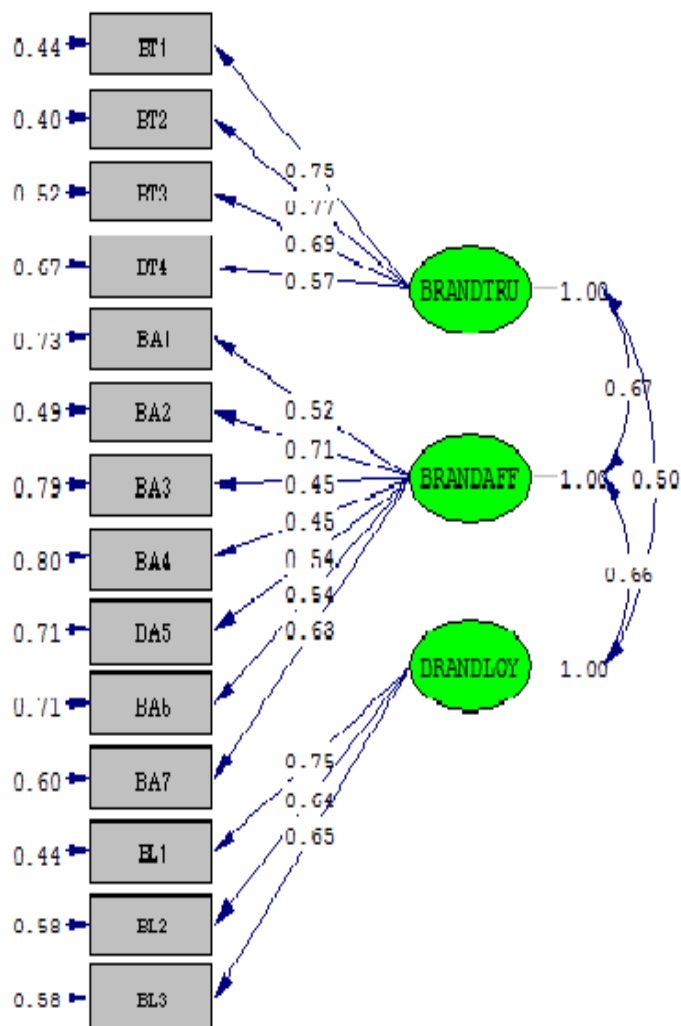 0.44 BT1
0.40 BT2
0.52 BT3
0.67 DT4
0.73 BA1
0.49 BA2
0.79 BA3
0.80 BA4
0.71 DA5
0.71 BA6
0.60 BA7
0.44 BL1
0.58 BL2
0.58 BL3
0.75
0.77
0.69
0.57
0.52
0.71
0.45
0.45
0.54
0.54
0.63
0.75
0.64
0.65
BRANDTRU 1.00
BRANDAFF 1.00
DRANDLOY 1.00
0.67
0.50
0.66